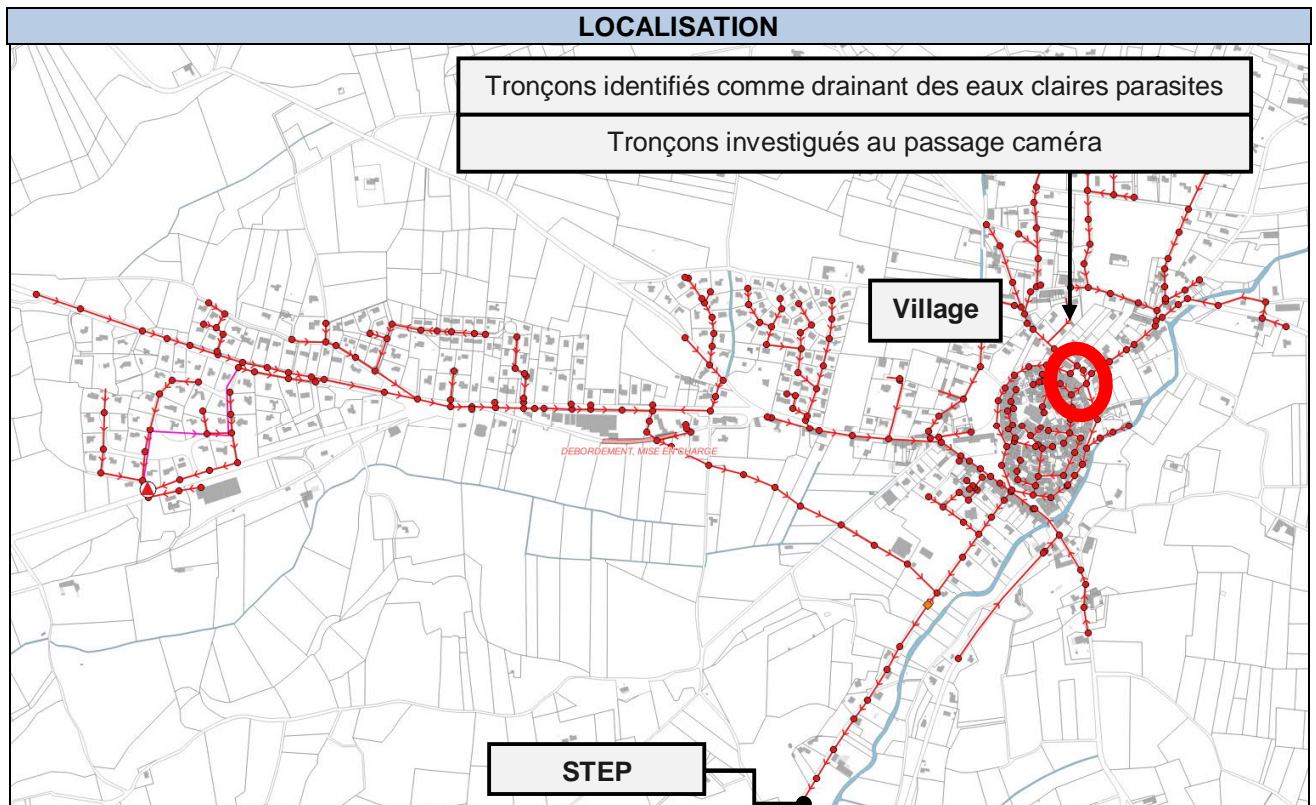 LOCALISATION
Tronçons identifiés comme drainant des eaux claires parasites
Tronçons investigués au passage caméra
Village
DEBORDEMENT, MISE EN CHARGE
STEP